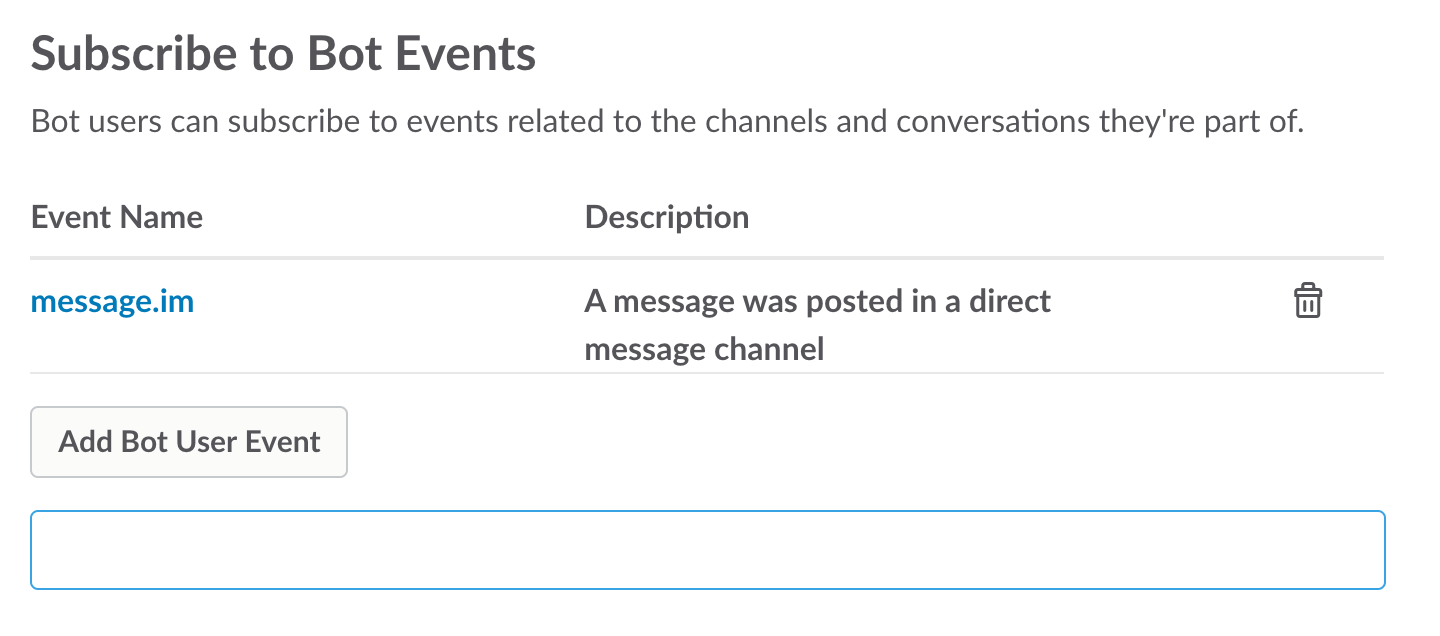 Subscribe to Bot Events
Bot users can subscribe to events related to the channels and conversations they're part of.
Event Name Description
message.im A message was posted in a direct
message channel
Add Bot User Event